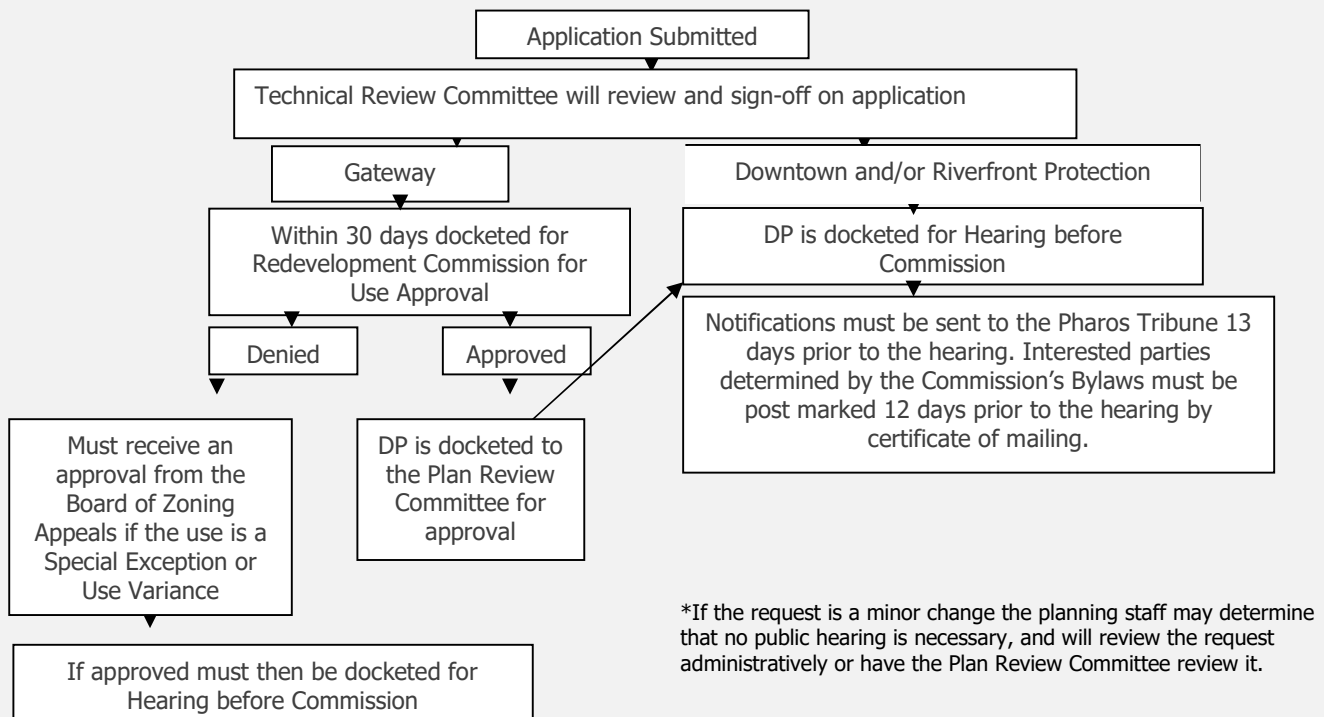 Application Submitted
Technical Review Committee will review and sign-off on application
Gateway
Downtown and/or Riverfront Protection
Within 30 days docketed for
Redevelopment Commission for
Use Approval
DP is docketed for Hearing before
Commission
Denied
Approved
Notifications must be sent to the Pharos Tribune 13
days prior to the hearing. Interested parties
determined by the Commission’s Bylaws must be
post marked 12 days prior to the hearing by
certificate of mailing.
Must receive an
approval from the
Board of Zoning
Appeals if the use is a
Special Exception or
Use Variance
DP is docketed to
the Plan Review
Committee for
approval
If approved must then be docketed for
Hearing before Commission
*If the request is a minor change the planning staff may determine
that no public hearing is necessary, and will review the request
administratively or have the Plan Review Committee review it.